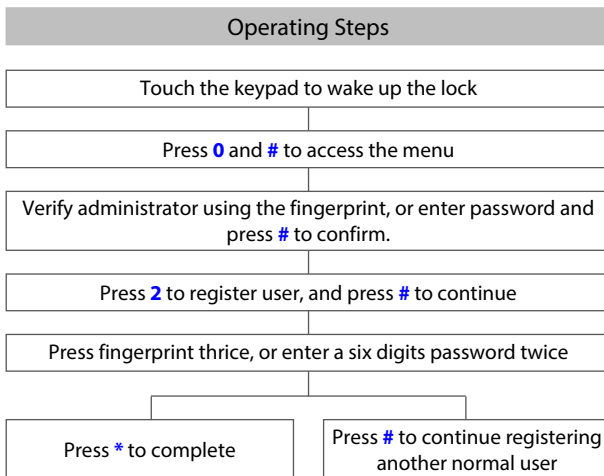 Operating Steps
Touch the keypad to wake up the lock
Press 0 and # to access the menu
Verify administrator using the fingerprint, or enter password and
press # to confirm.
Press 2 to register user, and press # to continue
Press fingerprint thrice, or enter a six digits password twice
Press * to complete
Press # to continue registering
another normal user